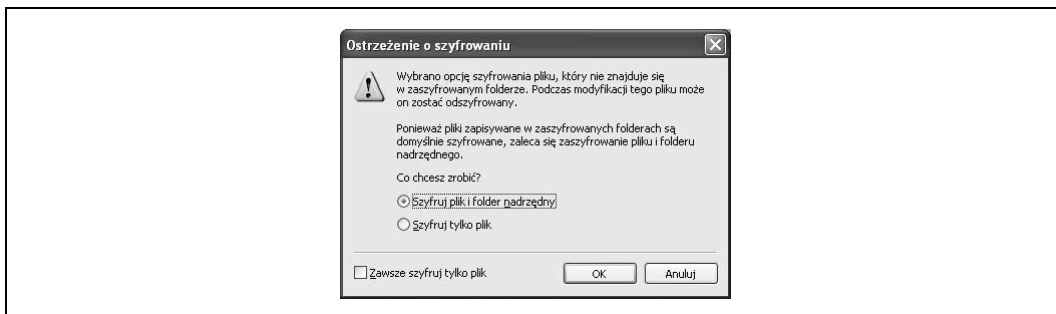 Ostrzeżenie o szyfrowaniu
Wybrano opcję szyfrowania pliku, który nie znajduje się
w zaszyfrowanym folderze. Podczas modyfikacji tego pliku może
on zostać odszyfrowany.
Ponieważ pliki zapisywane w zaszyfrowanych folderach są
domyślnie szyfrowane, zaleca się zaszyfrowanie pliku i folderu
nadrzędnego.
Co chcesz zrobić?
Szyfruj plik i folder nadrzędny
Szyfruj tylko plik
Zawsze szyfruj tylko plik
OK
Anuluj